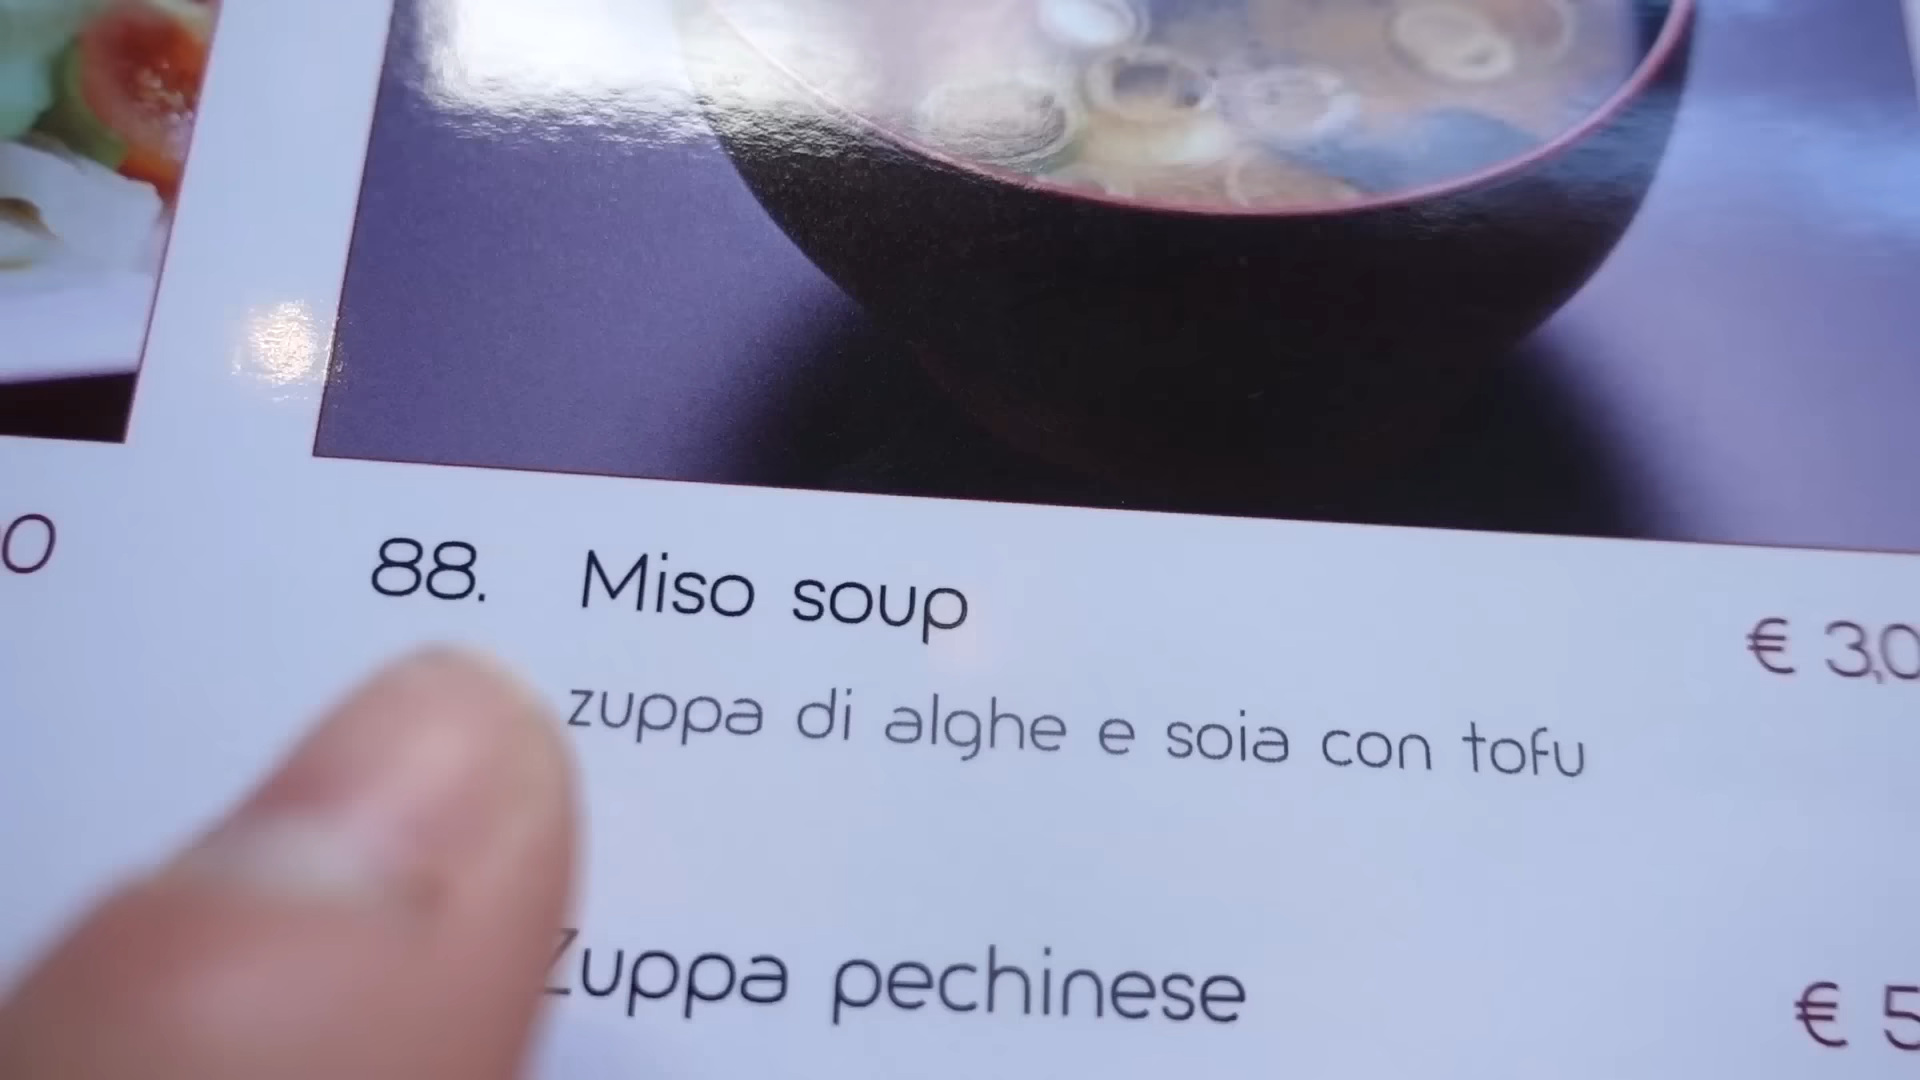 88. Miso soup € 3,0
zuppa di alghe e soia con tofu
Zuppa pechinese € 5